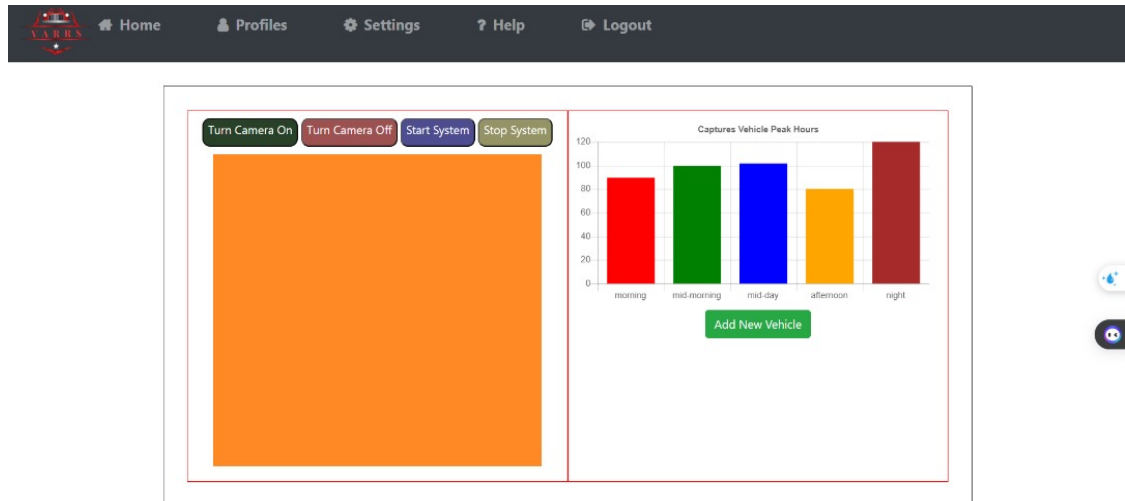 VARRS
Home Profiles Settings ? Help Logout
Turn Camera On Turn Camera Off Start System Stop System
Captures Vehicle Peak Hours
120
100
80
60
40
20
0
morning mid-morning mid-day afternoon night
Add New Vehicle